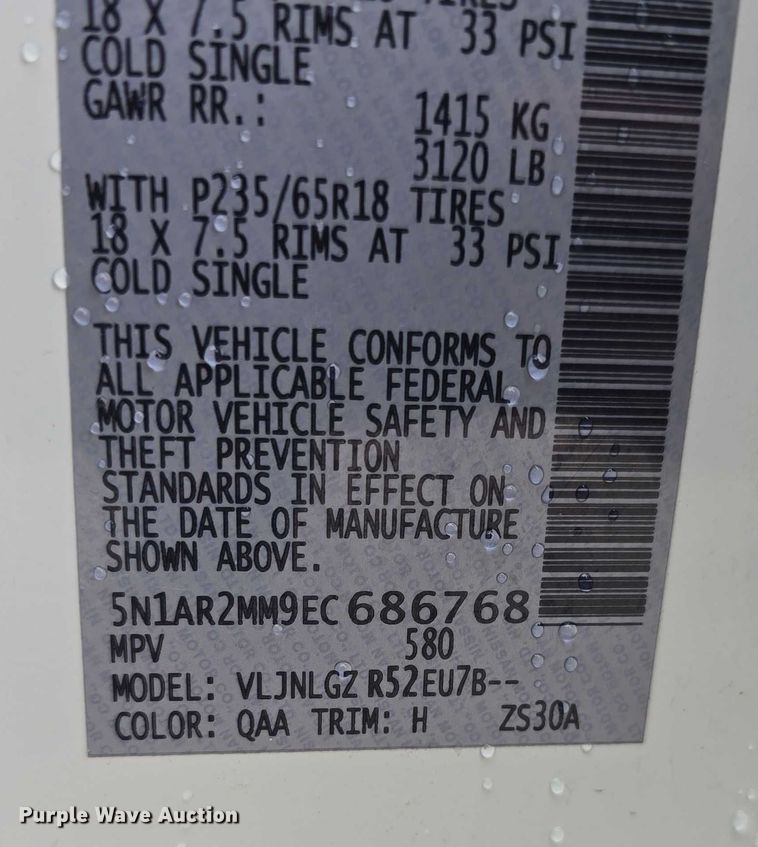 TIRES
18 X 7.5 RIMS AT 33 PSI
COLD SINGLE
GAWR RR.: 1415 KG
3120 LB
WITH P235/65R18 TIRES
18 X 7.5 RIMS AT 33 PSI
COLD SINGLE
THIS VEHICLE CONFORMS TO
ALL APPLICABLE FEDERAL
MOTOR VEHICLE SAFETY AND
THEFT PREVENTION
STANDARDS IN EFFECT ON
THE DATE OF MANUFACTURE
SHOWN ABOVE.
5N1AR2MM9EC686768
MPV 580
MODEL: VLJNLGZ R52EU7B--
COLOR: QAA TRIM: H ZS30A
Purple Wave Auction